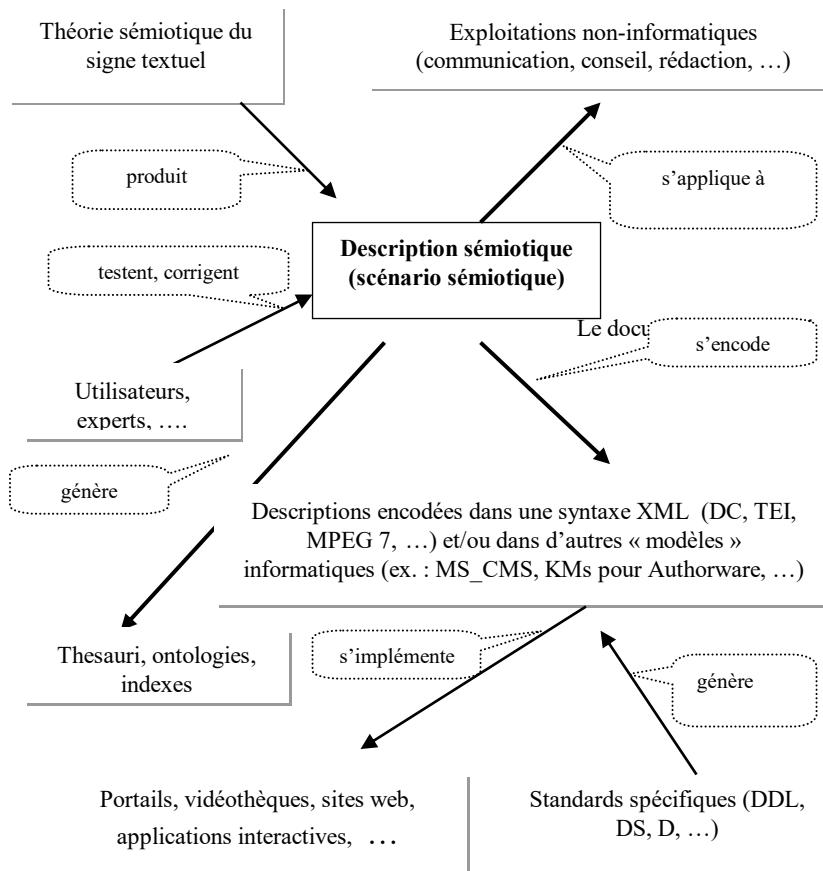 Théorie sémiotique du
signe textuel
Exploitations non-informatiques
(communication, conseil, rédaction, …)
produit
s’applique à
Description sémiotique
(scénario sémiotique)
testent, corrigent
Le docu
s’encode
Utilisateurs,
experts, ….
génère
Descriptions encodées dans une syntaxe XML (DC, TEI,
MPEG 7, …) et/ou dans d’autres « modèles »
informatiques (ex. : MS_CMS, KMs pour Authorware, …)
Thesauri, ontologies,
indexes
s’implémente
génère
Portails, vidéothèques, sites web,
applications interactives, …
Standards spécifiques (DDL,
DS, D, …)